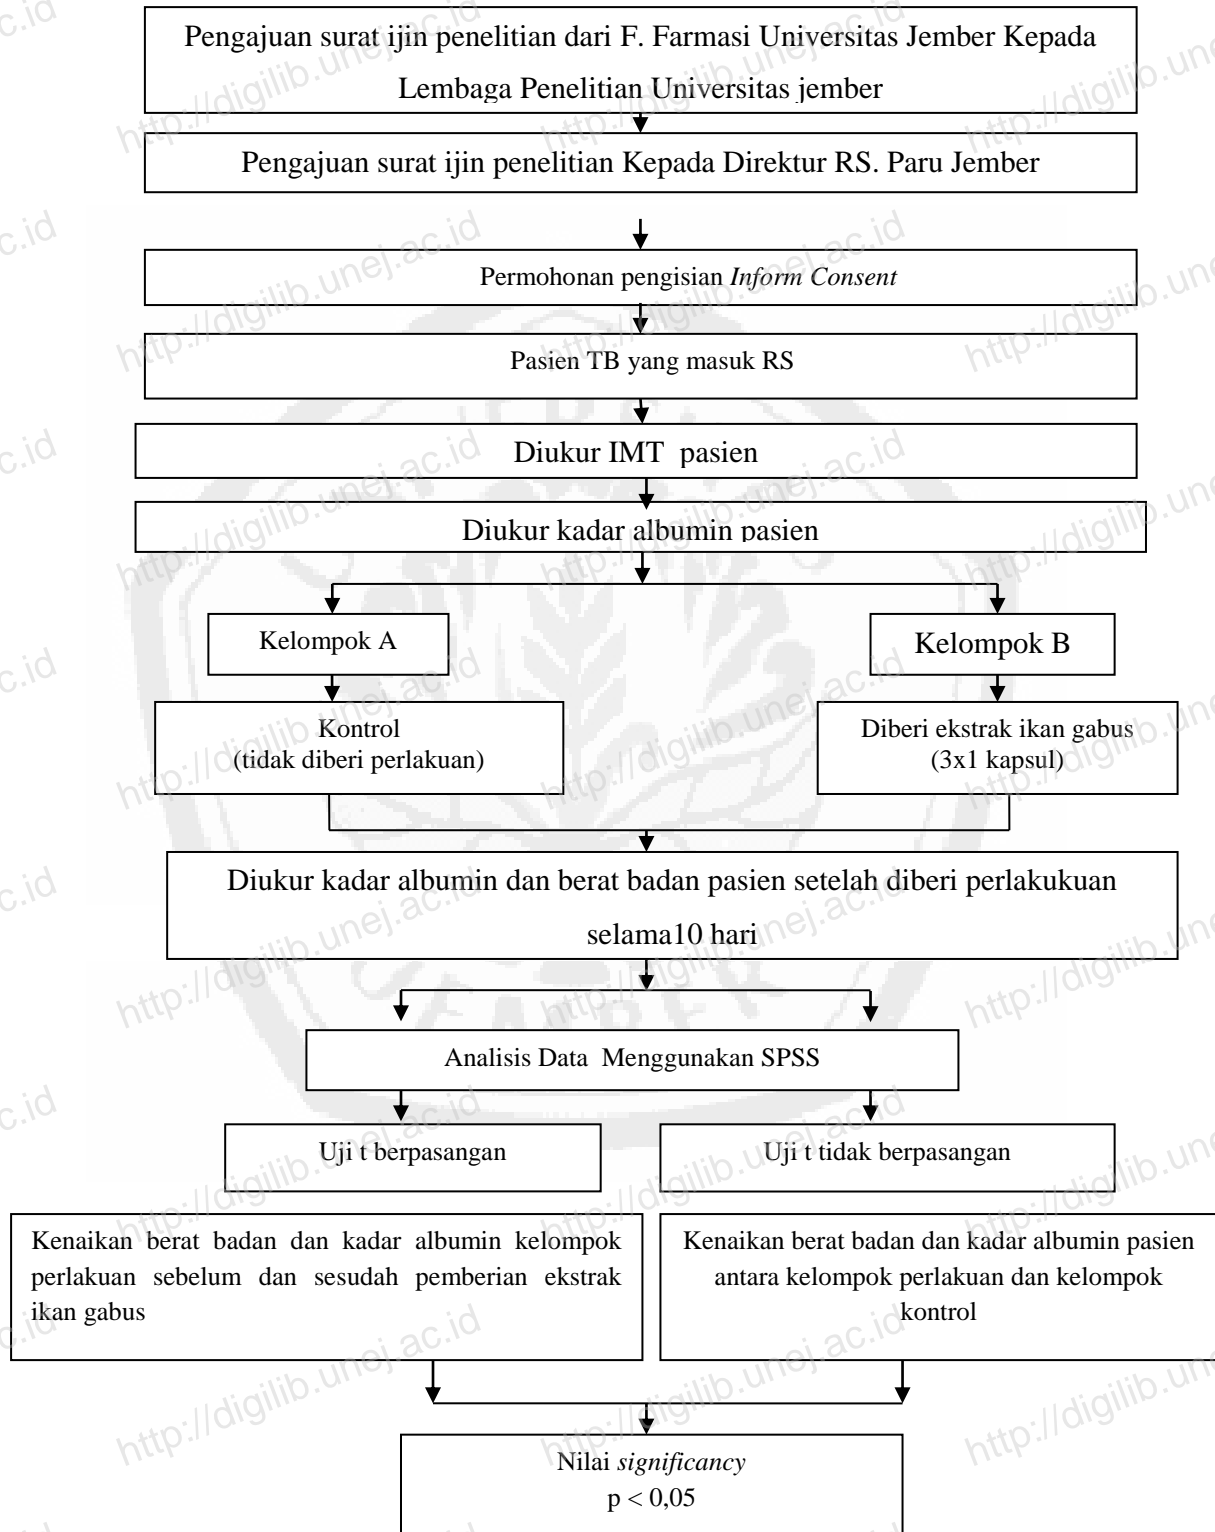 Pengajuan surat ijin penelitian dari F. Farmasi Universitas Jember Kepada
Lembaga Penelitian Universitas jember
Pengajuan surat ijin penelitian Kepada Direktur RS. Paru Jember
Permohonan pengisian Inform Consent
Pasien TB yang masuk RS
Diukur IMT pasien
Diukur kadar albumin pasien
Kelompok A
Kelompok B
Kontrol
(tidak diberi perlakuan)
Diberi ekstrak ikan gabus
(3x1 kapsul)
Diukur kadar albumin dan berat badan pasien setelah diberi perlakukuan
selama10 hari
Analisis Data Menggunakan SPSS
Uji t berpasangan
Uji t tidak berpasangan
Kenaikan berat badan dan kadar albumin kelompok
perlakuan sebelum dan sesudah pemberian ekstrak
ikan gabus
Kenaikan berat badan dan kadar albumin pasien
antara kelompok perlakuan dan kelompok
kontrol
Nilai significancy
p < 0,05
http://digilib.unej.ac.id